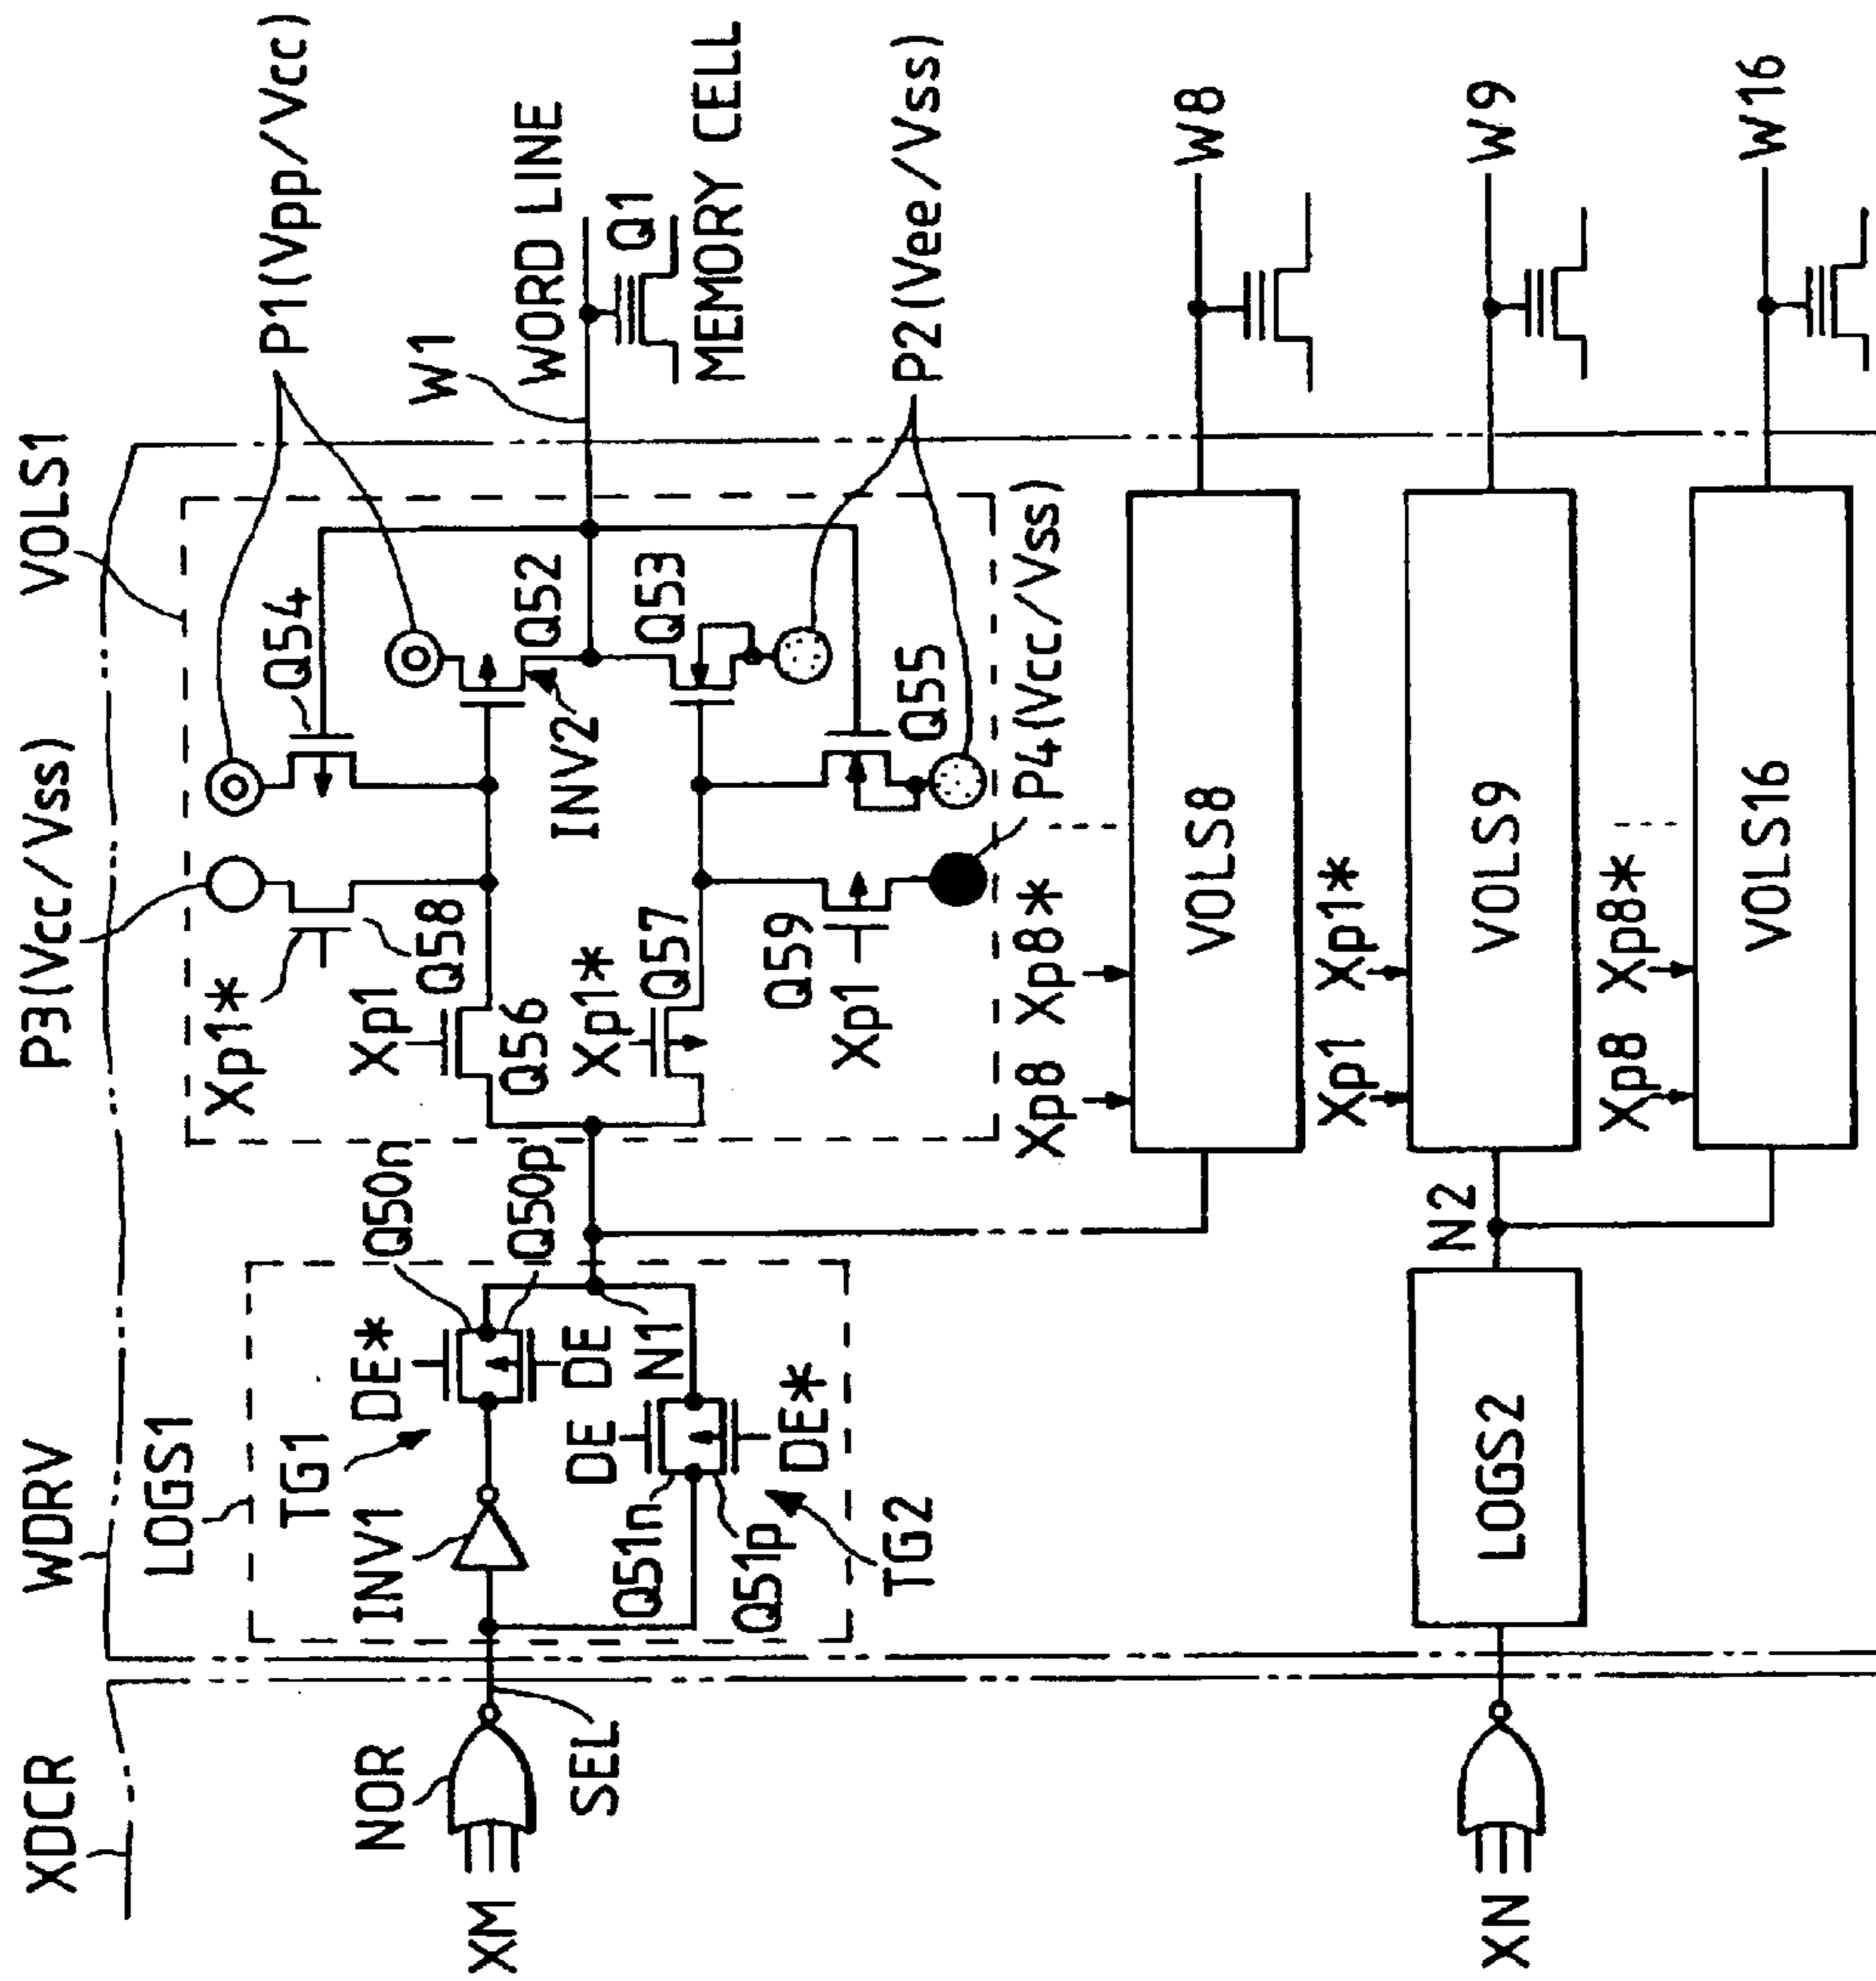 XDCR
WDRV
P3(Vcc/Vss)
VOLS1
LOGS1
Xp1*
Q54
P1(Vpp/Vcc)
TG1
DE*
Q50n
Xp1
Q58
W1
NOR
INV1
Q50p
Q56
Q52
WORD LINE
XM
SEL
DE
DE
Xp1*
INV2
Q51n
N1
Q57
Q53
Q1
MEMORY CELL
Q51p
DE*
Q59
Xp1
Q55
P2(Vee/Vss)
TG2
P4(Vcc/Vss)
Xp8
Xp8*
VOLS8
W8
Xp1
Xp1*
N2
XN
LOGS2
VOLS9
W9
Xp8
Xp8*
VOLS16
W16